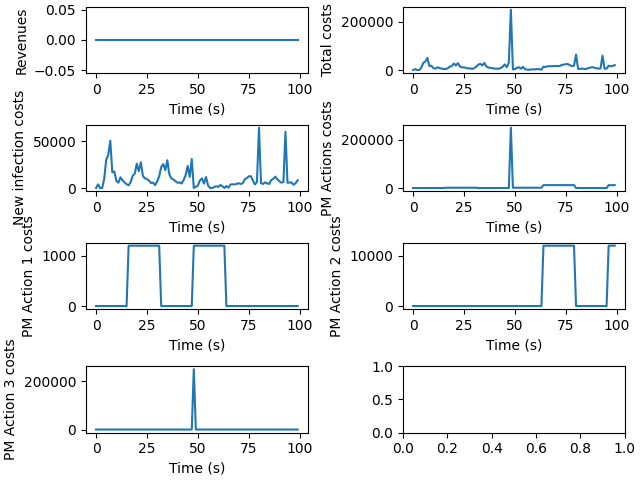 Revenues
0.05
0.00
−0.05
0 25 50 75 100
Time (s)
Total costs
200000
0
0 25 50 75 100
Time (s)
New infection costs
50000
0
0 25 50 75 100
Time (s)
PM Actions costs
200000
0
0 25 50 75 100
Time (s)
PM Action 1 costs
1000
0
0 25 50 75 100
Time (s)
PM Action 2 costs
10000
0
0 25 50 75 100
Time (s)
PM Action 3 costs
200000
0
0 25 50 75 100
Time (s)
1.0
0.5
0.0
0.0 0.2 0.4 0.6 0.8 1.0